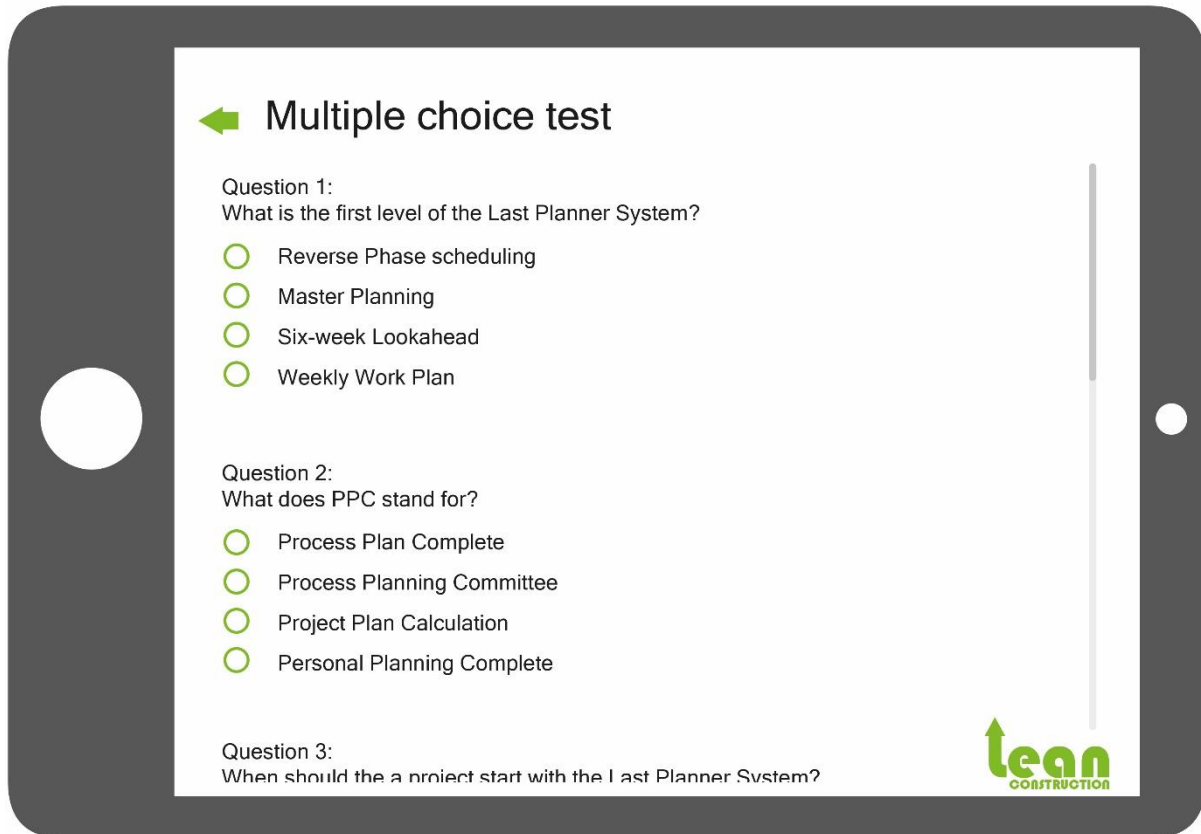 Multiple choice test
Question 1:
What is the first level of the Last Planner System?
Reverse Phase scheduling
Master Planning
Six-week Lookahead
Weekly Work Plan
Question 2:
What does PPC stand for?
Process Plan Complete
Process Planning Committee
Project Plan Calculation
Personal Planning Complete
Question 3:
When should the a project start with the Last Planner System?
lean
CONSTRUCTION